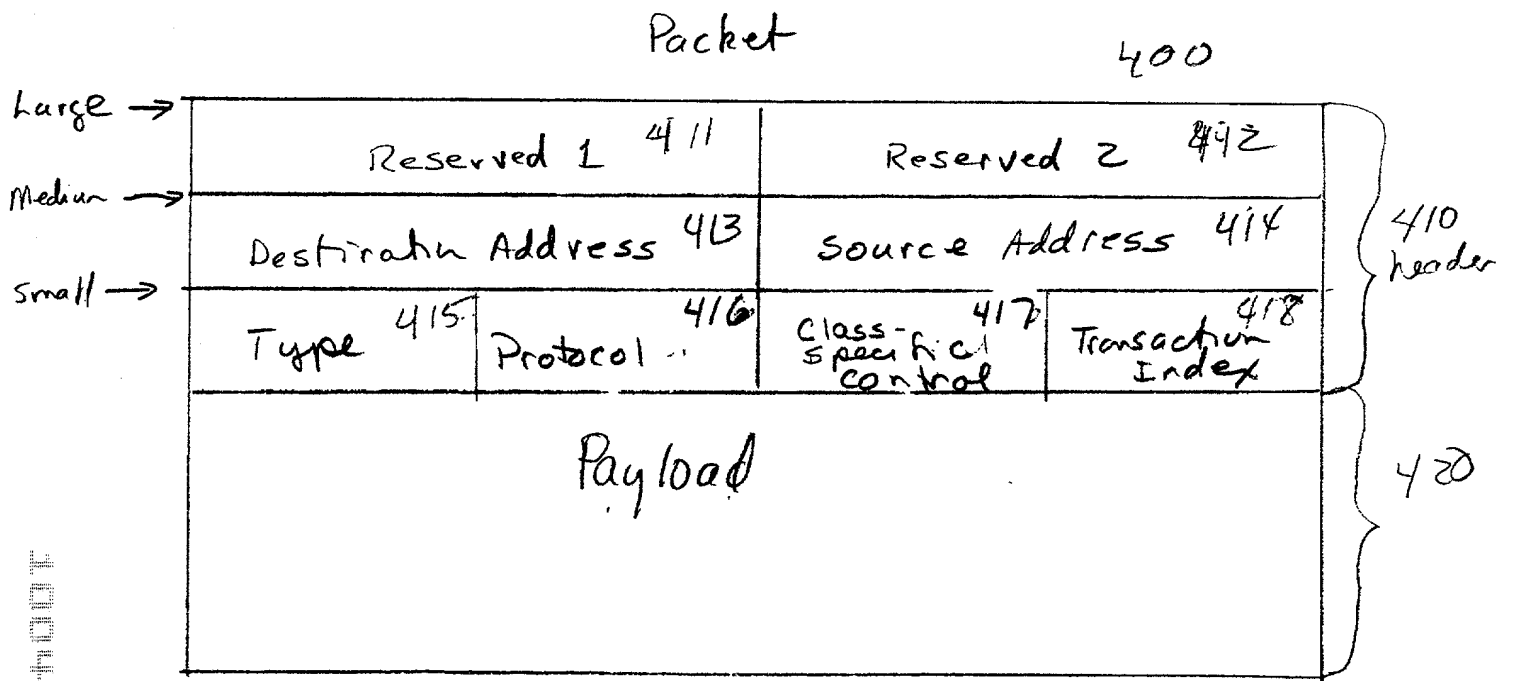 Packet
400
Large →
Reserved 1 411
Reserved 2 412
Medium →
Destination Address 413
Source Address 414
410
header
Small →
Type 415
Protocol 416
Class-
specific
control
417
Transaction
Index
418
Payload
420